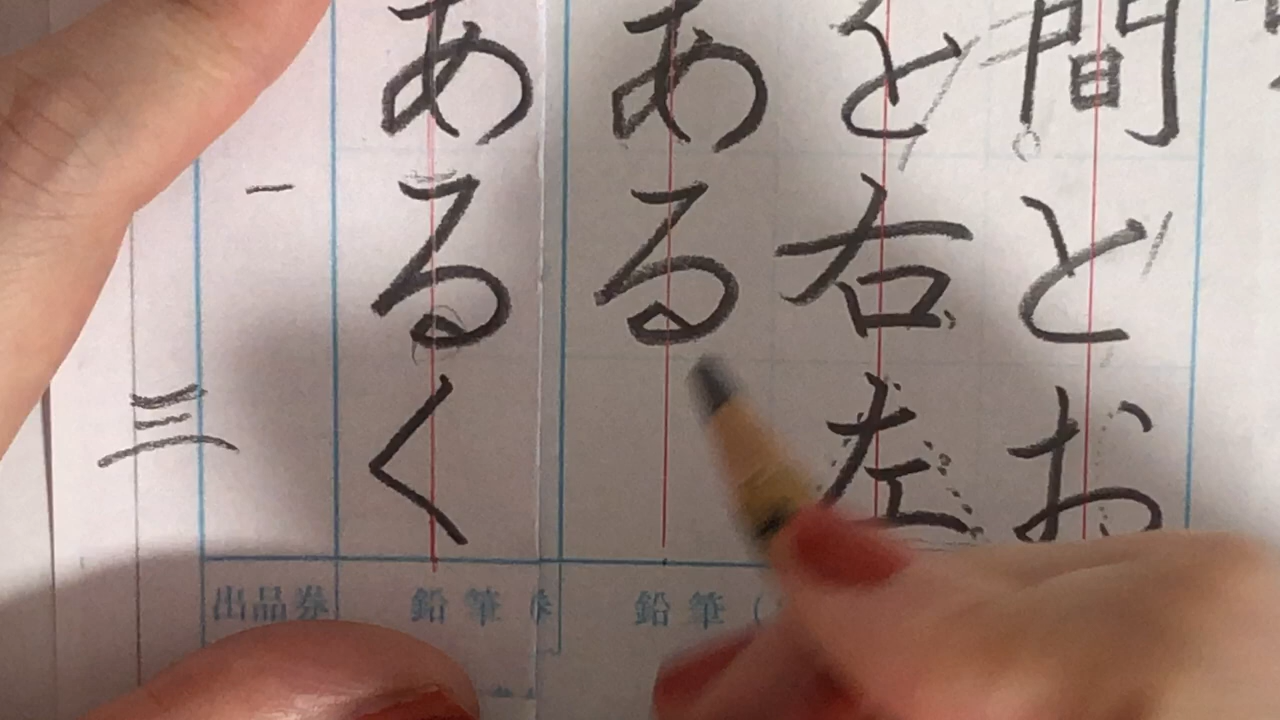 間とお
を右左
ある
あるく
一
三
鉛筆(
鉛筆
出品券